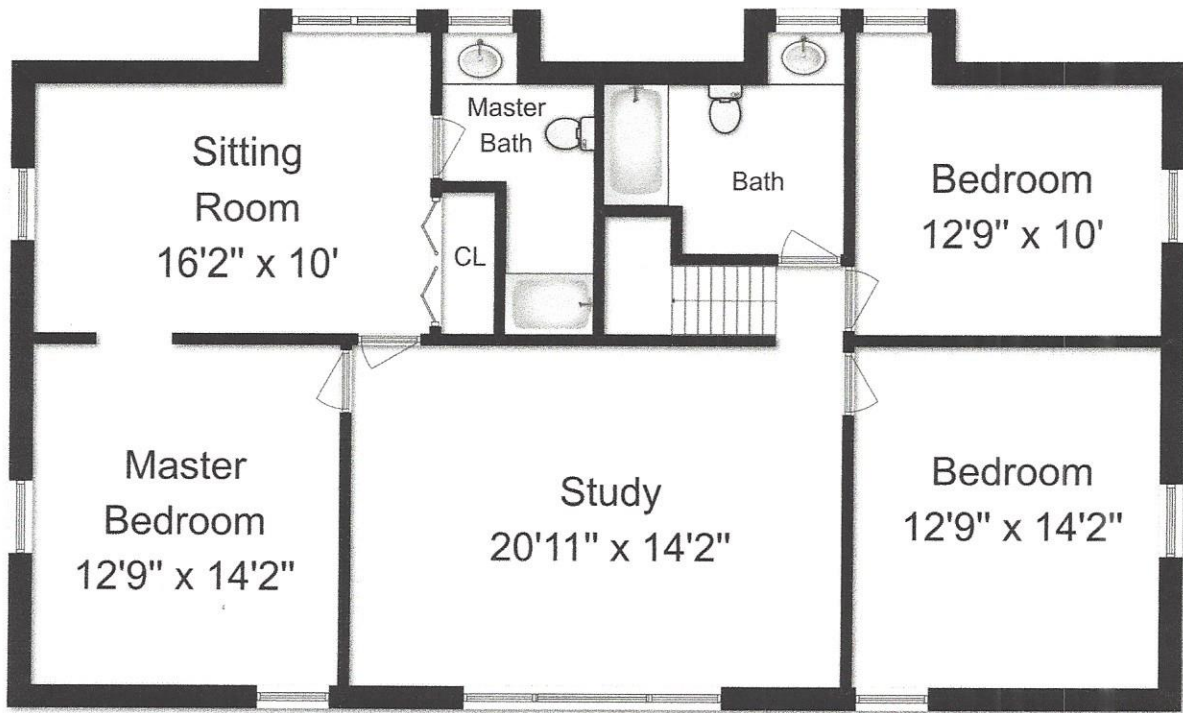 Sitting
Room
16'2" x 10'
Master
Bath
CL
Bath
Bedroom
12'9" x 10'
Master
Bedroom
12'9" x 14'2"
Study
20'11" x 14'2"
Bedroom
12'9" x 14'2"